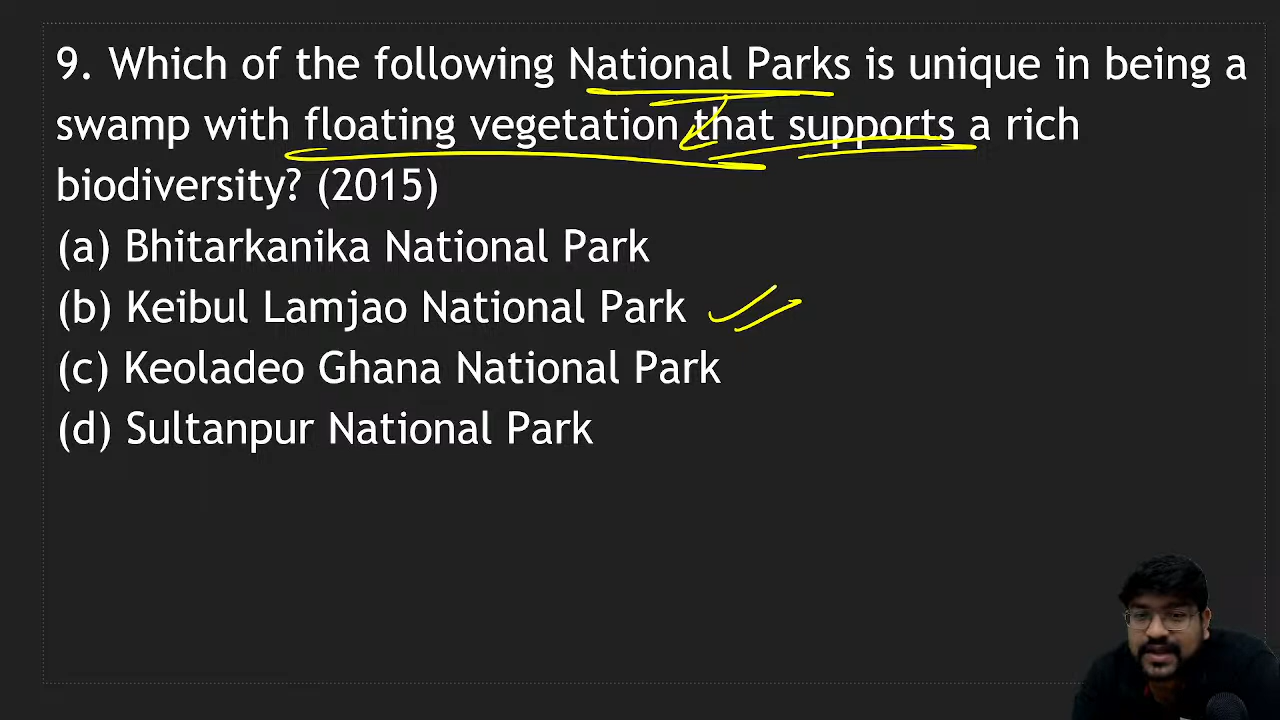 9. Which of the following National Parks is unique in being a
swamp with floating vegetation that supports a rich
biodiversity? (2015)
(a) Bhitarkanika National Park
(b) Keibul Lamjao National Park
(c) Keoladeo Ghana National Park
(d) Sultanpur National Park